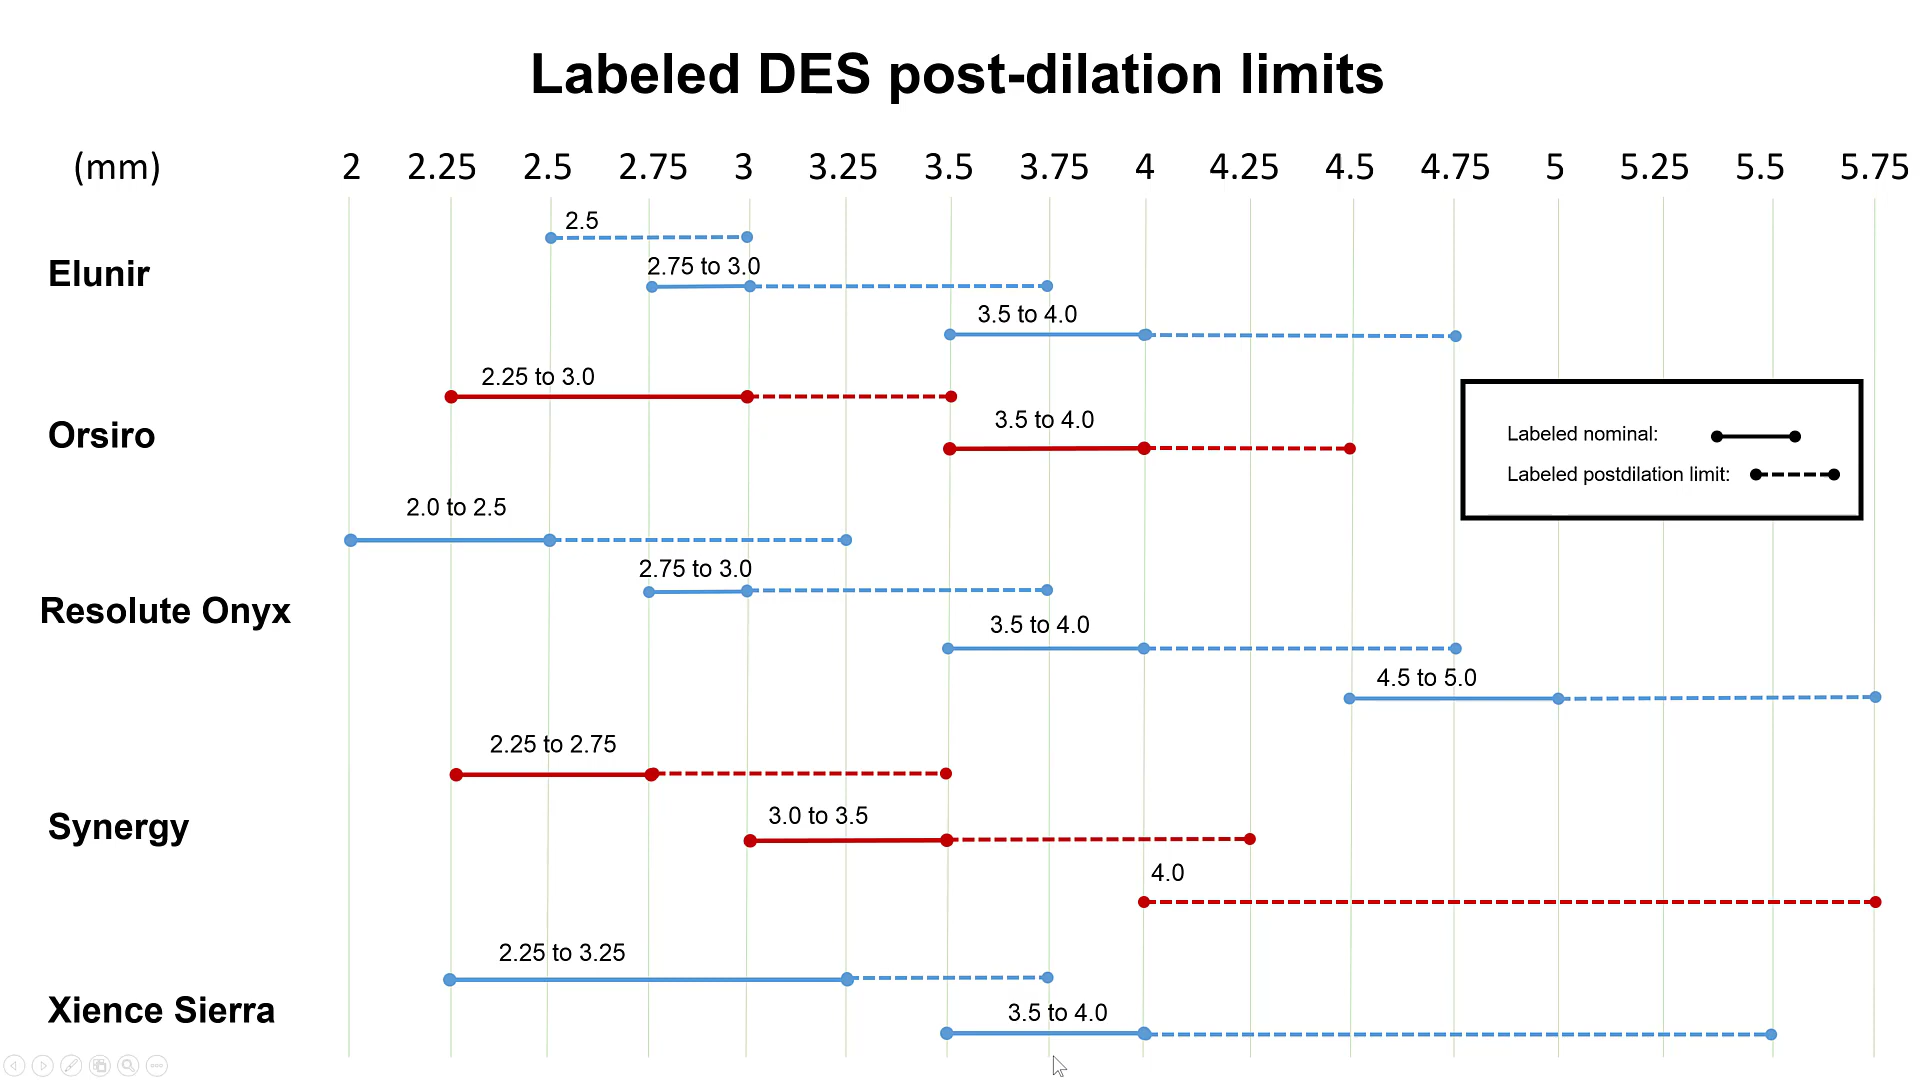 Labeled DES post-dilation limits
(mm) 2 2.25 2.5 2.75 3 3.25 3.5 3.75 4 4.25 4.5 4.75 5 5.25 5.5 5.75
2.5
Elunir
2.75 to 3.0
3.5 to 4.0
2.25 to 3.0
Orsiro
3.5 to 4.0
Labeled nominal:
Labeled postdilation limit:
2.0 to 2.5
2.75 to 3.0
Resolute Onyx
3.5 to 4.0
4.5 to 5.0
2.25 to 2.75
Synergy
3.0 to 3.5
4.0
2.25 to 3.25
Xience Sierra
3.5 to 4.0